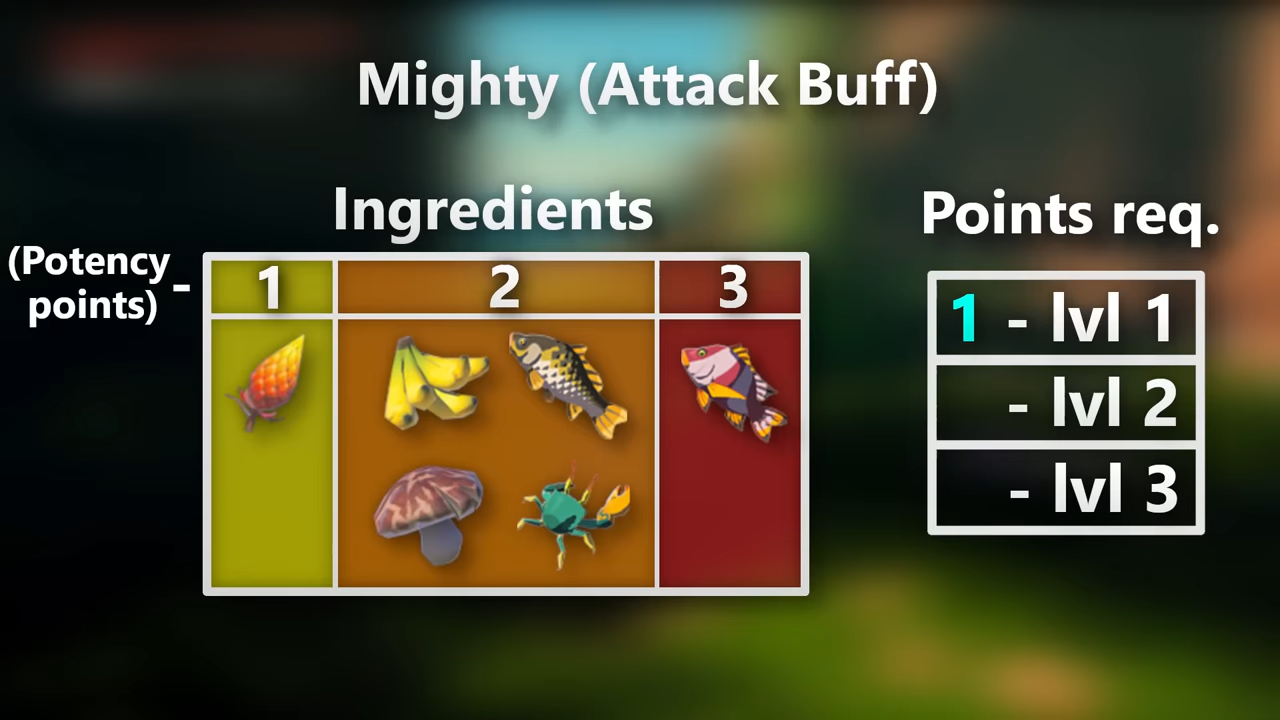 Mighty (Attack Buff)
Ingredients
Points req.
(Potency
points) -
1 2 3
1 - lvl 1
- lvl 2
- lvl 3